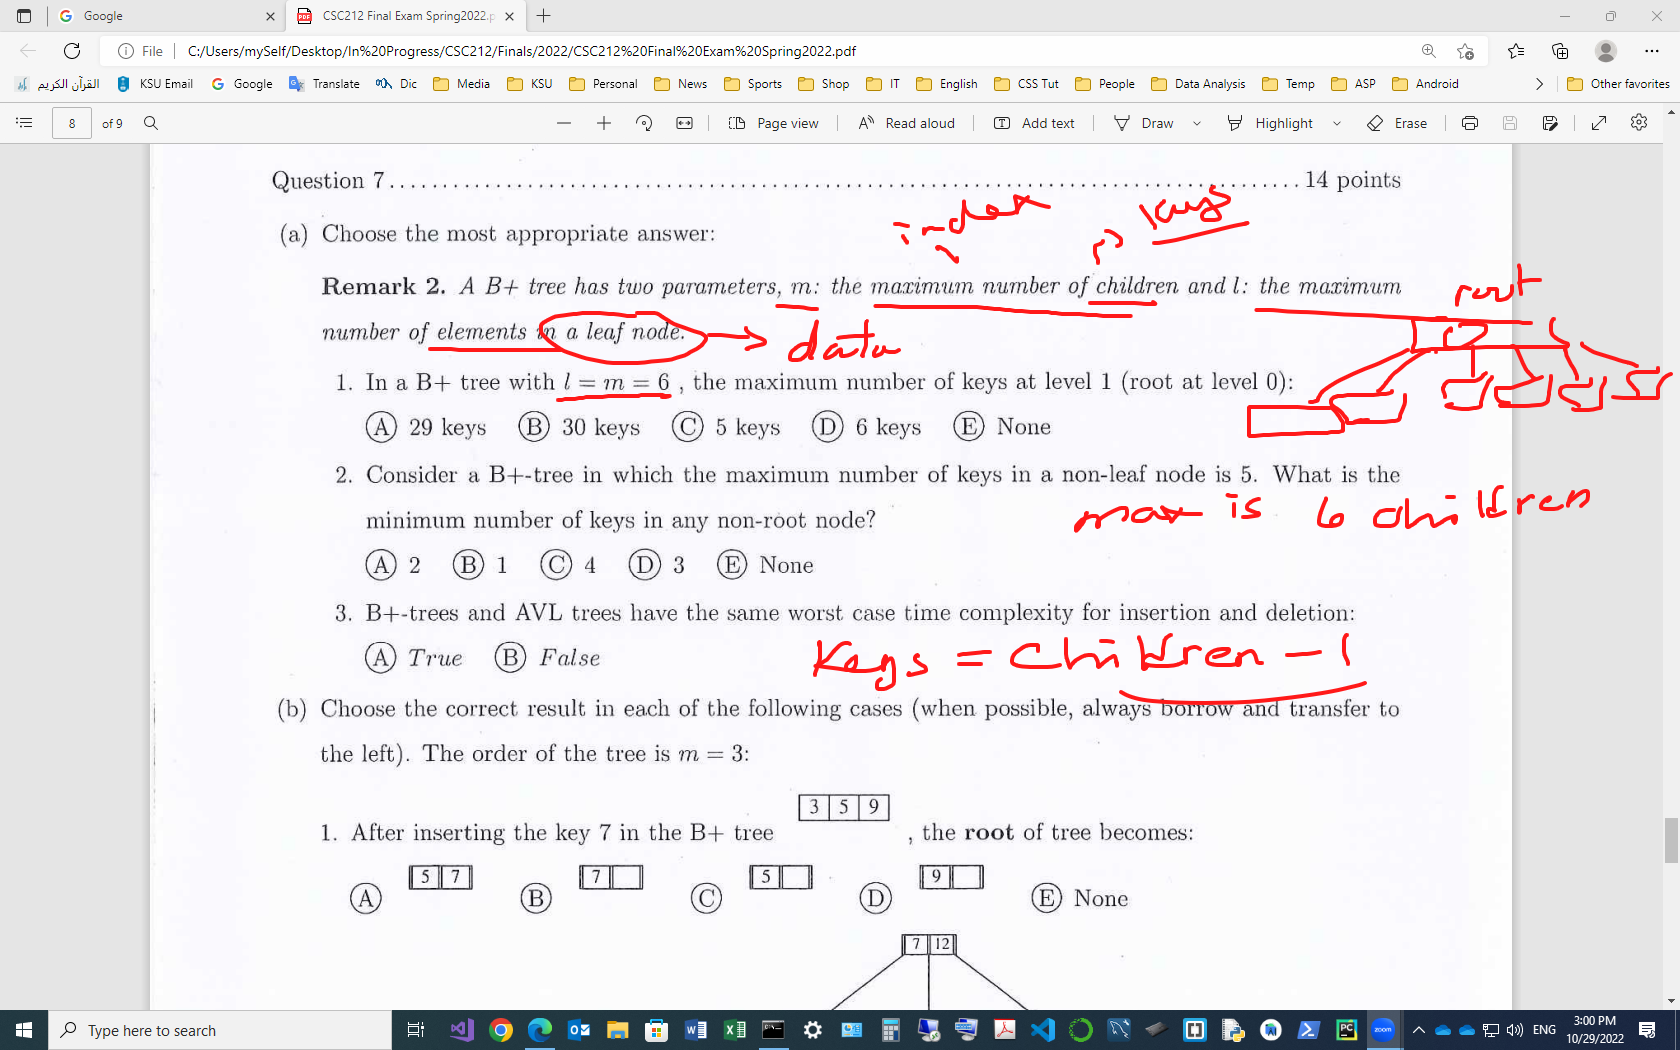 Google
CSC212 Final Exam Spring2022.p
File
C:/Users/mySelf/Desktop/In%20Progress/CSC212/Finals/2022/CSC212%20Final%20Exam%20Spring2022.pdf
القرآن الكريم KSU Email Google Translate Dic Media KSU Personal News Sports Shop IT English CSS Tut People Data Analysis Temp ASP Android Other favorites
8 of 9 Page view Read aloud Add text Draw Highlight Erase
Question 7 ........ 14 points
index keys
(a) Choose the most appropriate answer:
Remark 2. A B+ tree has two parameters, m: the maximum number of children and l: the maximum
root
number of elements in a leaf node.
data
1. In a B+ tree with l = m = 6 , the maximum number of keys at level 1 (root at level 0):
A 29 keys B 30 keys C 5 keys D 6 keys E None
2. Consider a B+-tree in which the maximum number of keys in a non-leaf node is 5. What is the
minimum number of keys in any non-root node?
max is 6 children
A 2 B 1 C 4 D 3 E None
3. B+-trees and AVL trees have the same worst case time complexity for insertion and deletion:
A True B False
Keys = children - 1
(b) Choose the correct result in each of the following cases (when possible, always borrow and transfer to
the left). The order of the tree is m = 3:
3 5 9
1. After inserting the key 7 in the B+ tree , the root of tree becomes:
5 7 7 5 9
A B C D E None
7 12
Type here to search
zoom
ENG
3:00 PM
10/29/2022